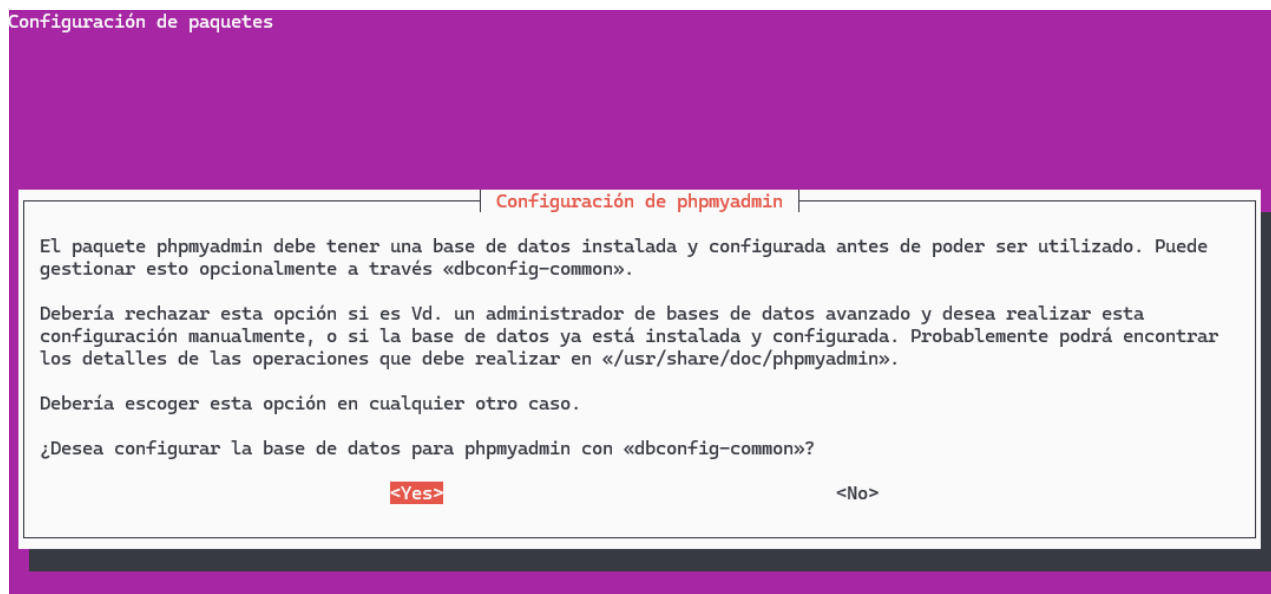 Configuración de paquetes
Configuración de phpmyadmin
El paquete phpmyadmin debe tener una base de datos instalada y configurada antes de poder ser utilizado. Puede
gestionar esto opcionalmente a través «dbconfig-common».
Debería rechazar esta opción si es Vd. un administrador de bases de datos avanzado y desea realizar esta
configuración manualmente, o si la base de datos ya está instalada y configurada. Probablemente podrá encontrar
los detalles de las operaciones que debe realizar en «/usr/share/doc/phpmyadmin».
Debería escoger esta opción en cualquier otro caso.
¿Desea configurar la base de datos para phpmyadmin con «dbconfig-common»?
<Yes> <No>